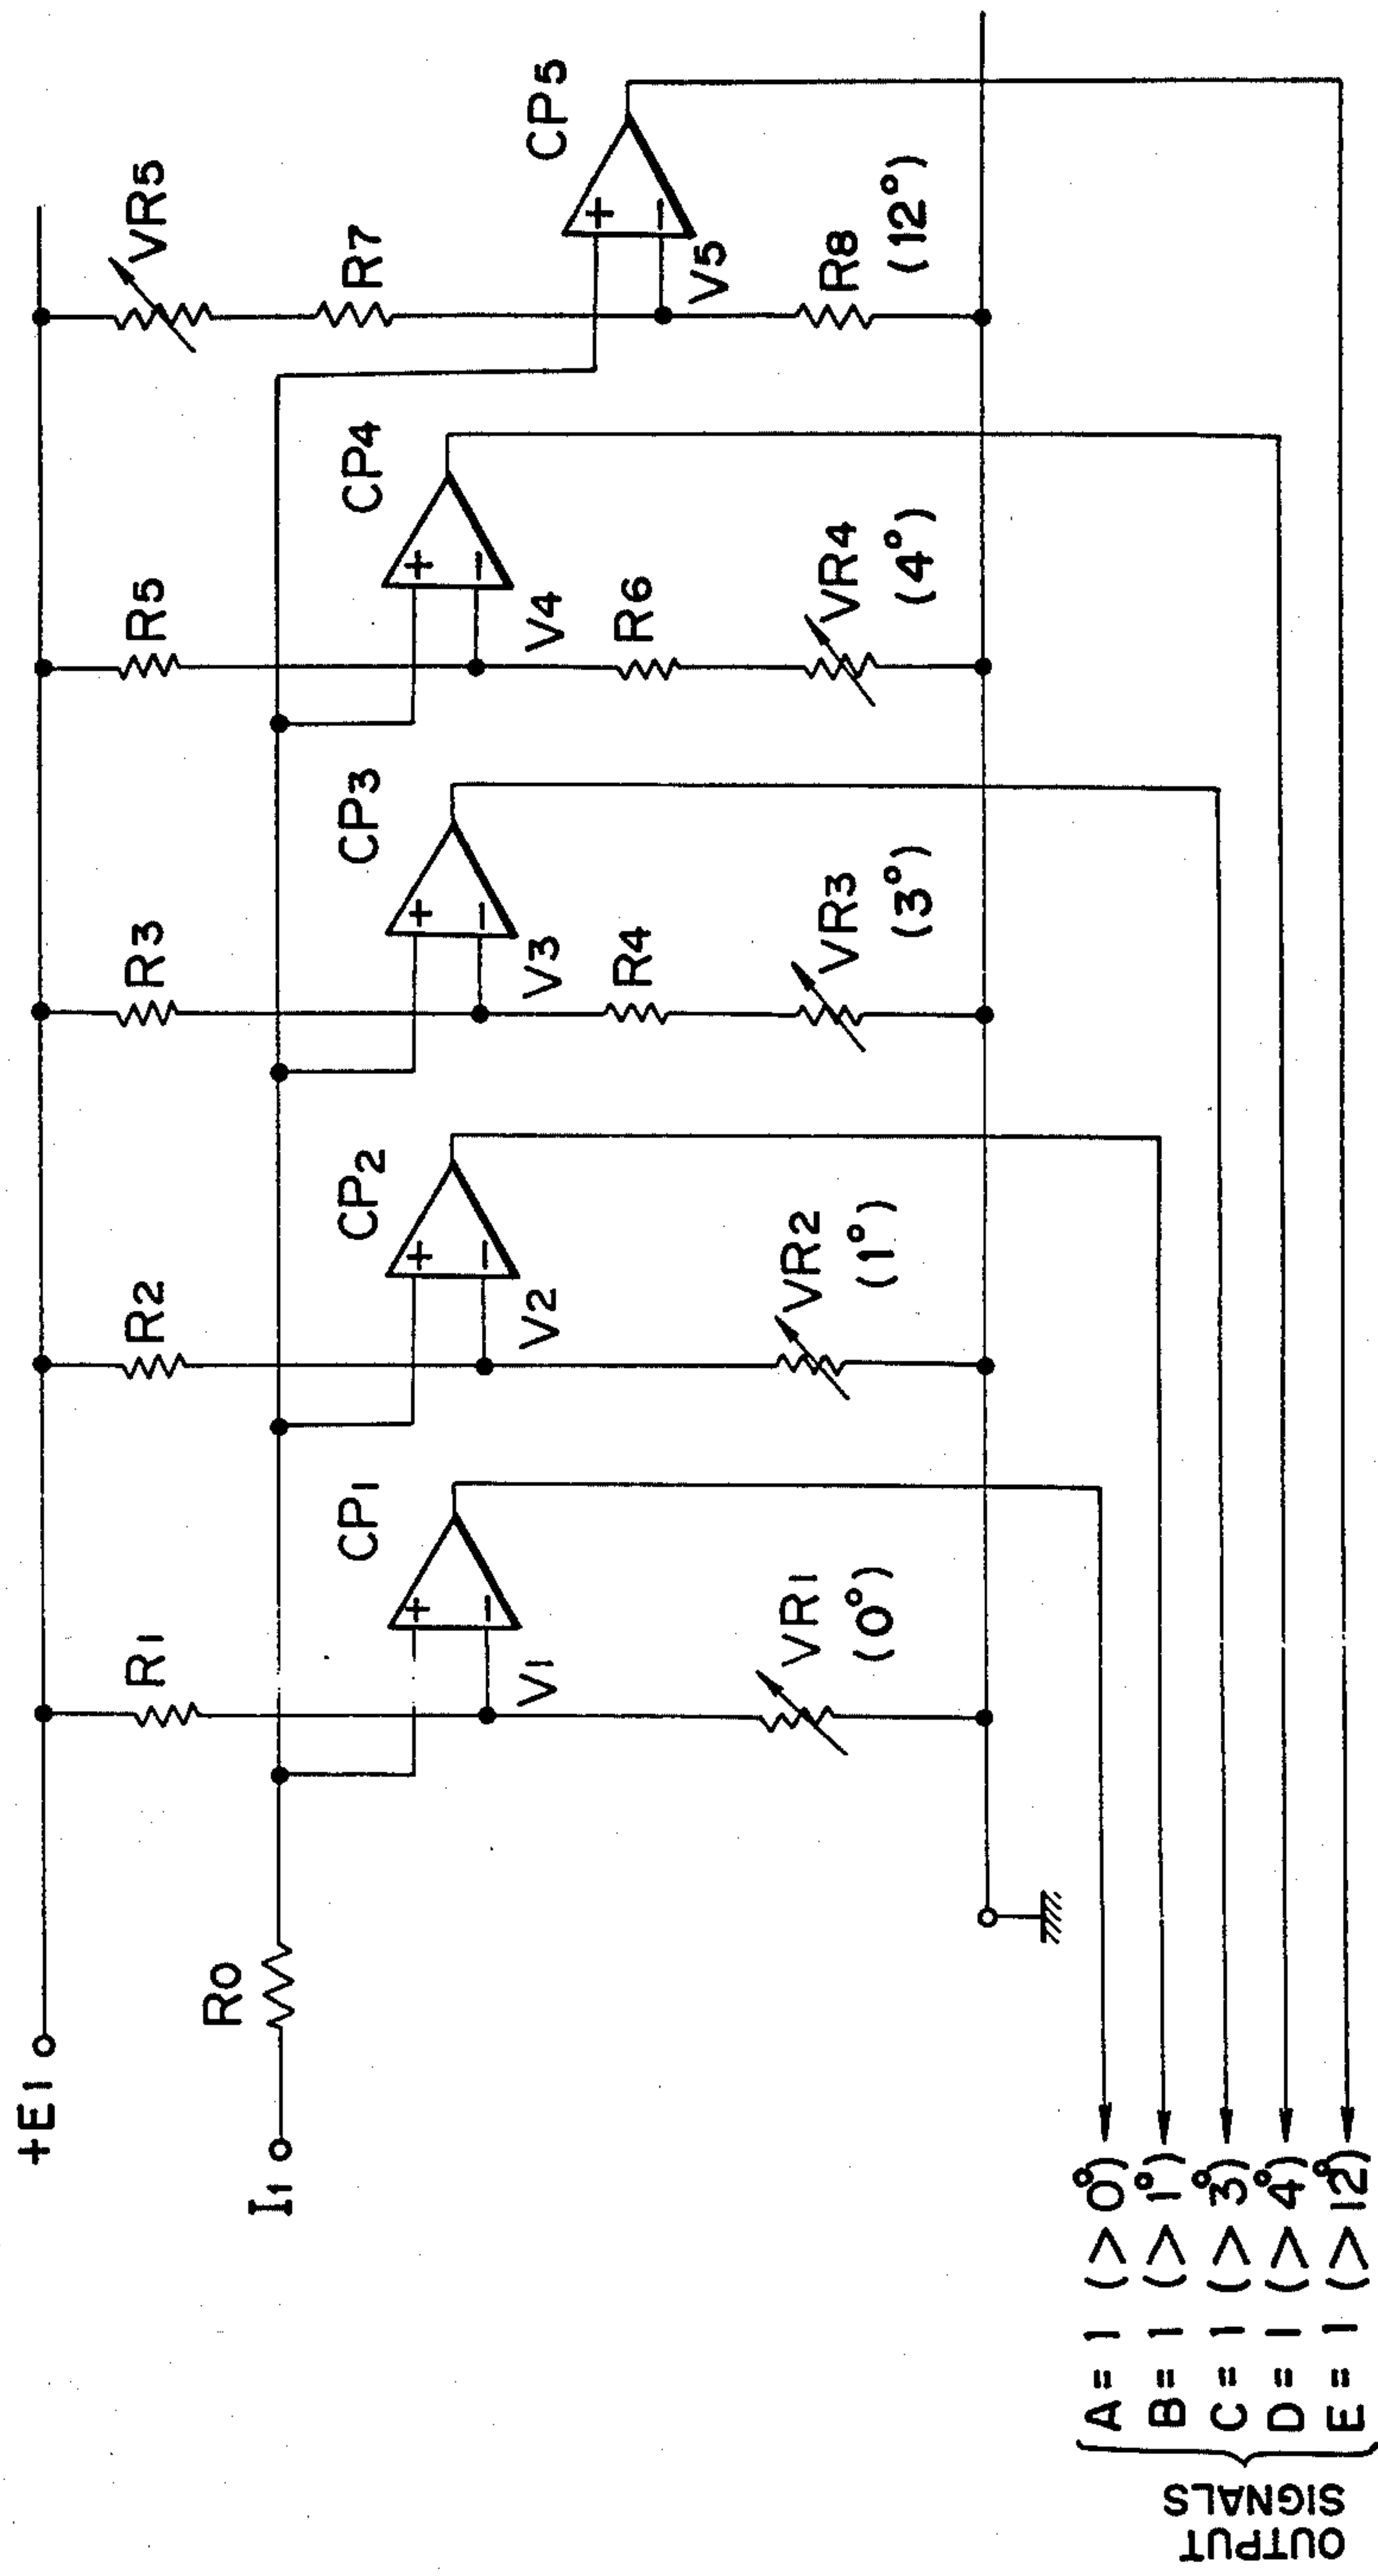 +E1
I1
R0
R1
R2
R3
R5
VR5
R7
CP1
CP2
CP3
CP4
CP5
+
−
+
−
+
−
+
−
+
−
V1
V2
V3
V4
V5
R4
R6
R8
(12°)
VR1
(0°)
VR2
(1°)
VR3
(3°)
VR4
(4°)
OUTPUT
SIGNALS
A = 1 (>0°)
B = 1 (>1°)
C = 1 (>3°)
D = 1 (>4°)
E = 1 (>12°)